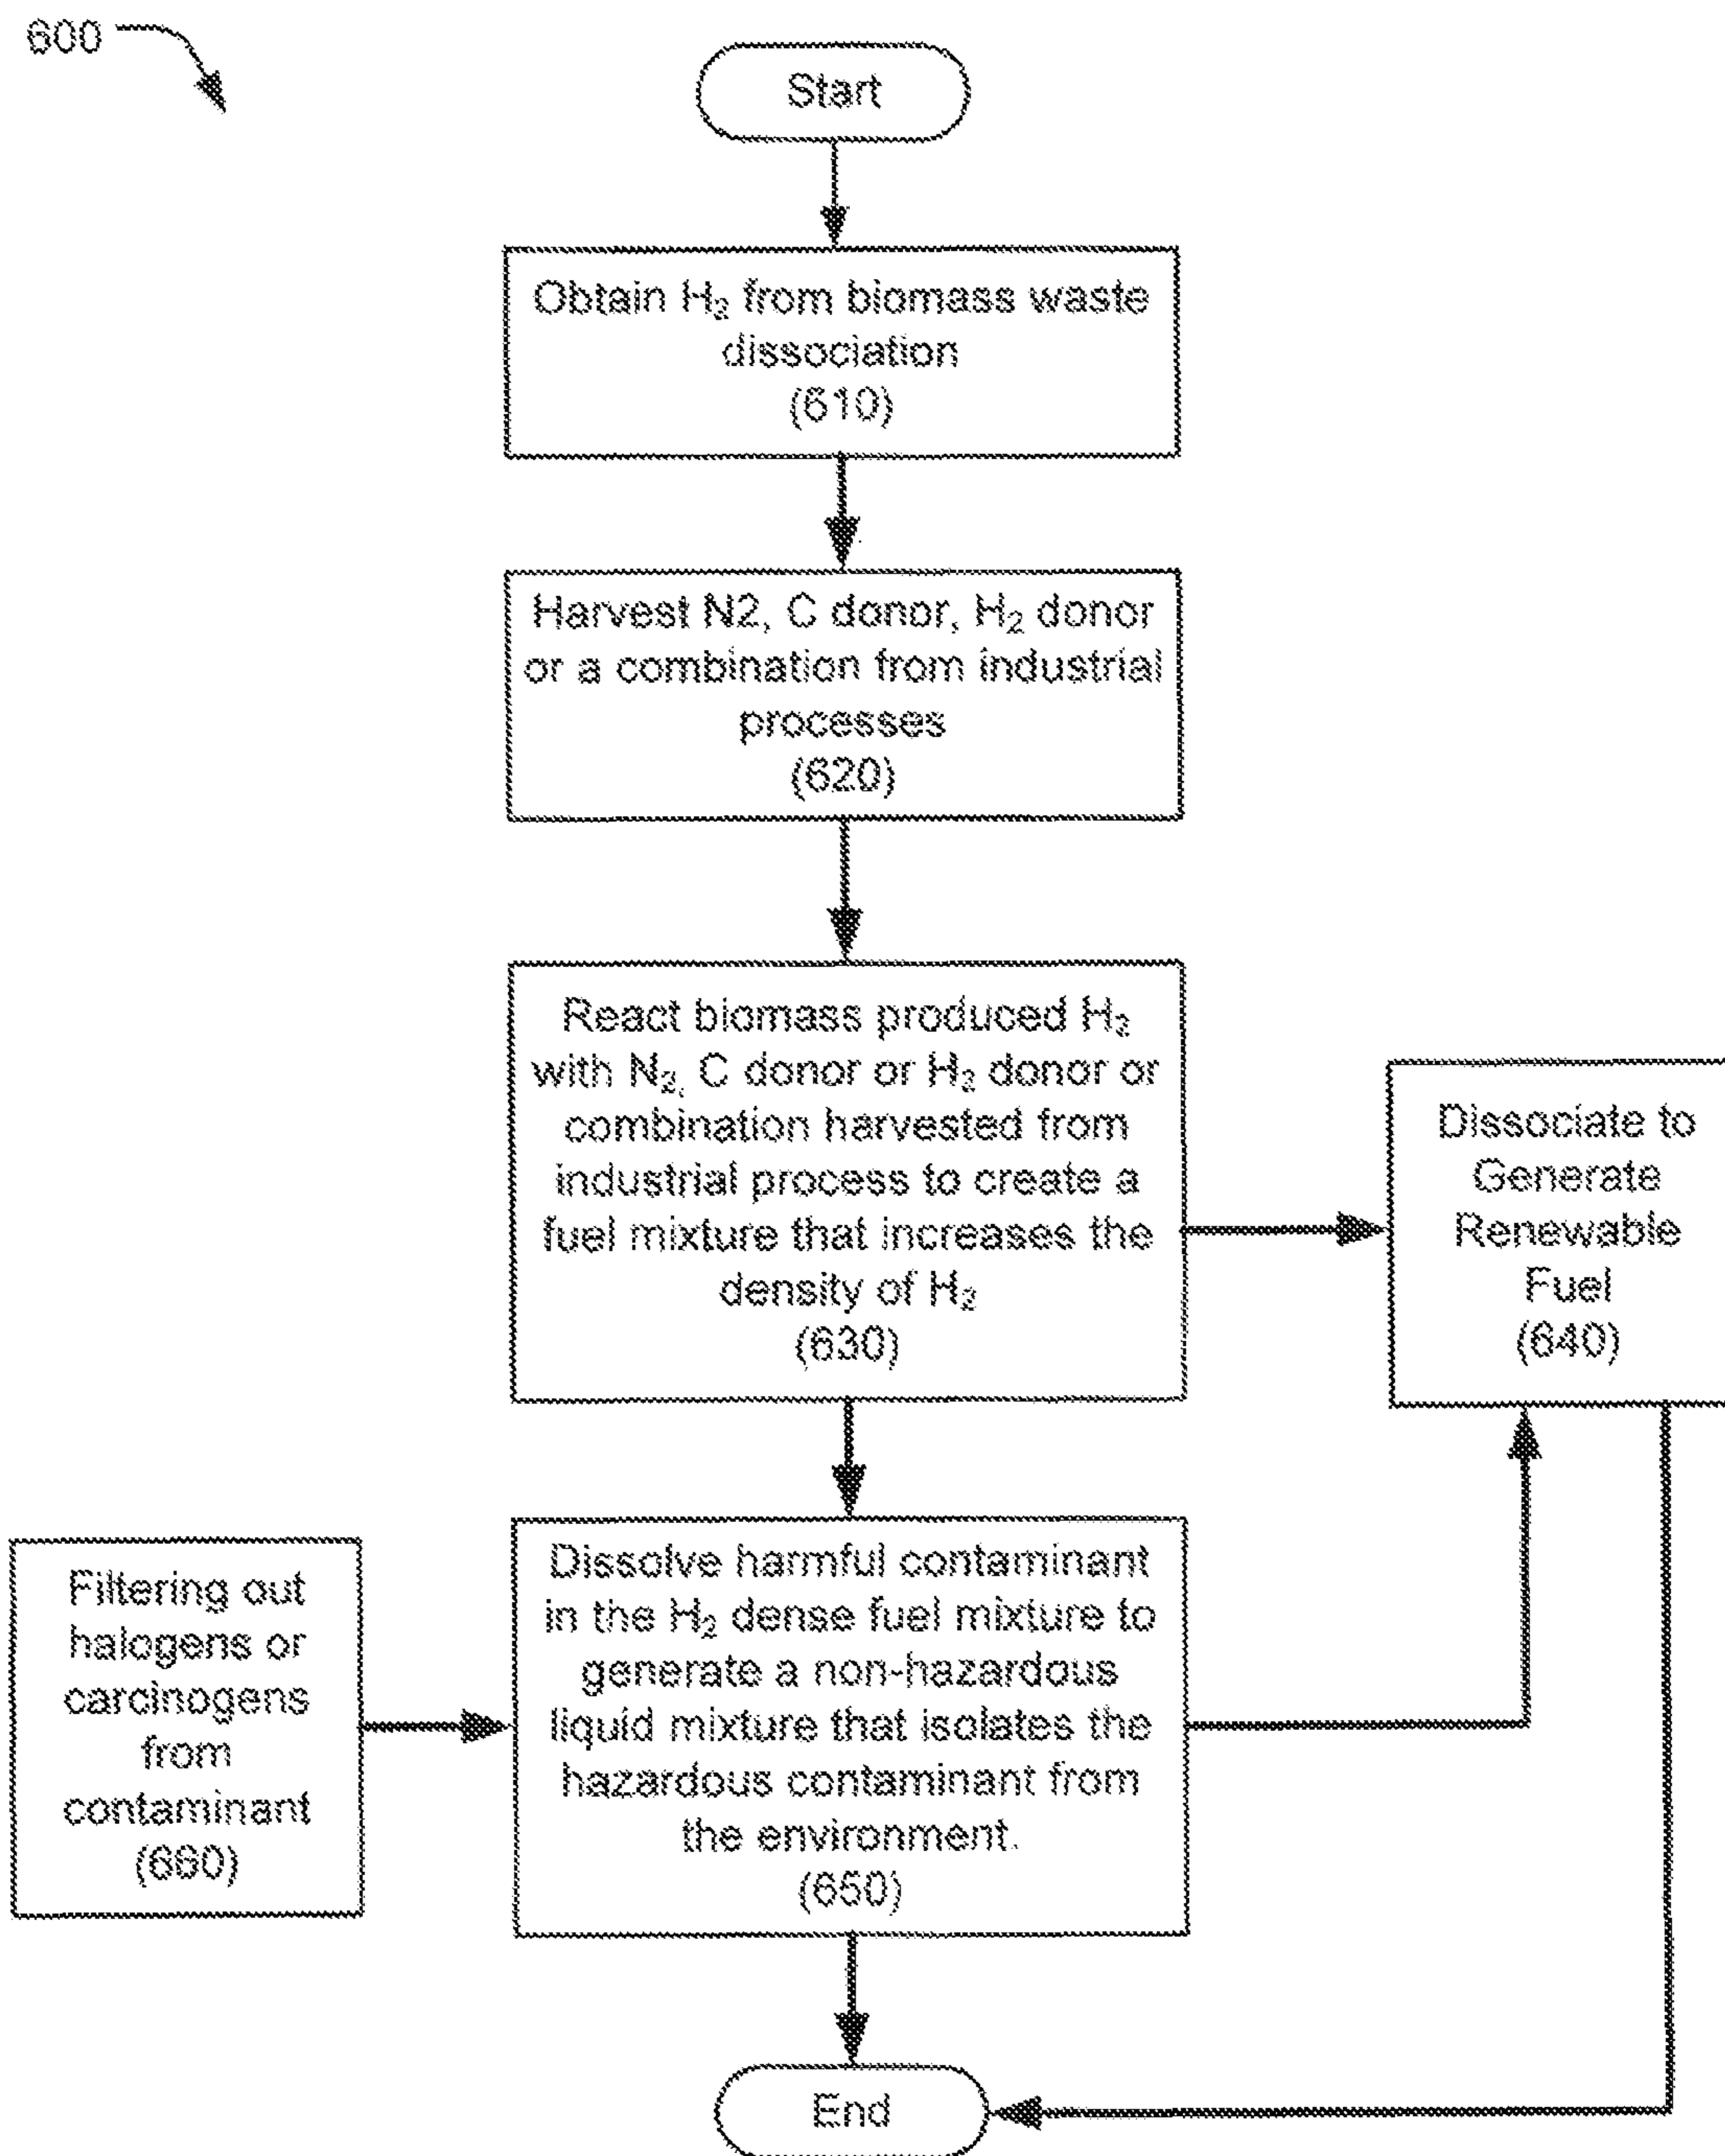 600
Start
Obtain H₂ from biomass waste
dissociation
(610)
Harvest N2, C donor, H₂ donor
or a combination from industrial
processes
(620)
React biomass produced H₂
with N₂, C donor or H₂ donor or
combination harvested from
industrial process to create a
fuel mixture that increases the
density of H₂
(630)
Dissociate to
Generate
Renewable
Fuel
(640)
Filtering out
halogens or
carcinogens
from
contaminant
(660)
Dissolve harmful contaminant
in the H₂ dense fuel mixture to
generate a non-hazardous
liquid mixture that isolates the
hazardous contaminant from
the environment.
(650)
End